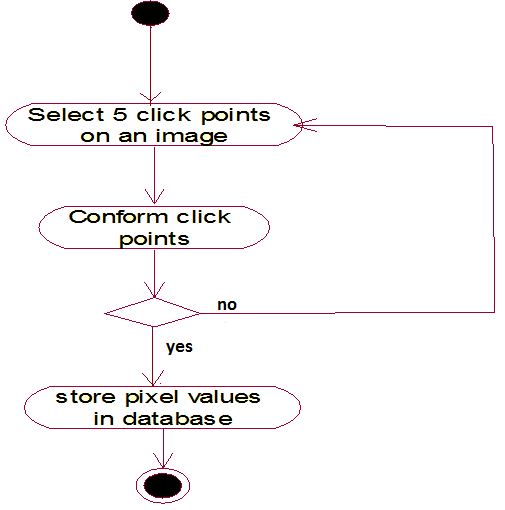 Select 5 click points
on an image
Conform click
points
no
yes
store pixel values
in database